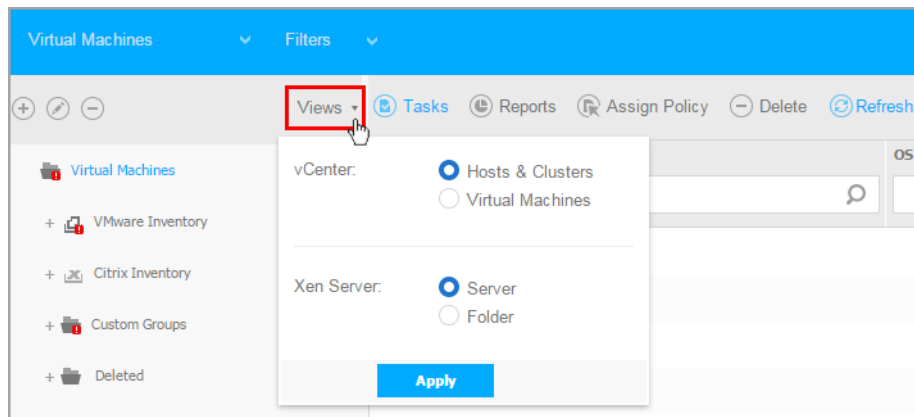 Virtual Machines Filters
Views Tasks Reports Assign Policy Delete Refresh
OS
Virtual Machines
VMware Inventory
Citrix Inventory
Custom Groups
Deleted
vCenter: Hosts & Clusters
Virtual Machines
Xen Server: Server
Folder
Apply